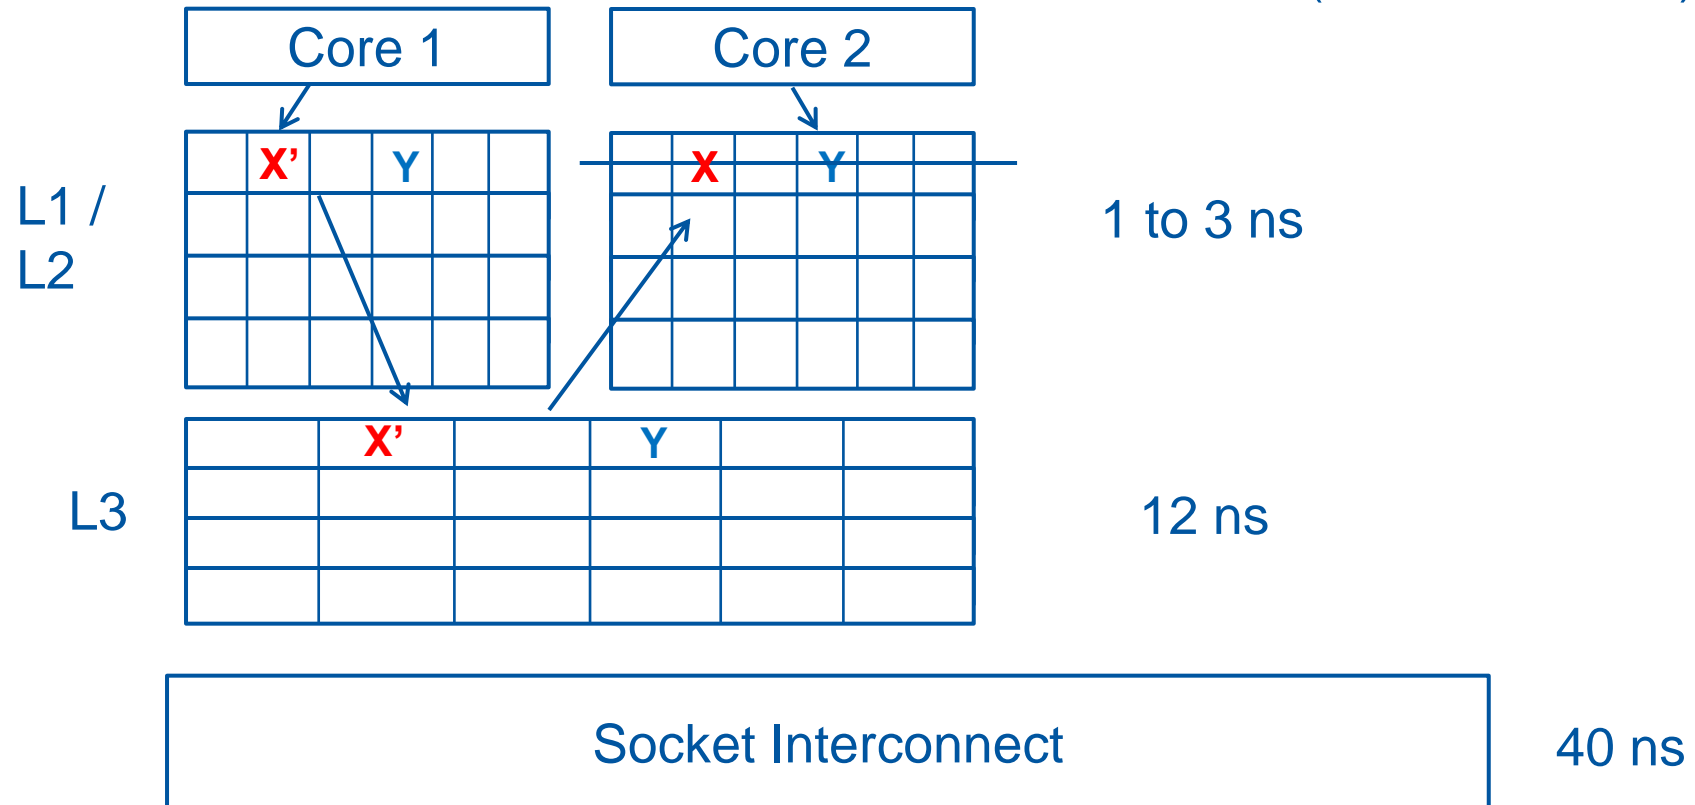 Core 1 Core 2
X’ Y X Y
L1 /
L2
1 to 3 ns
X’ Y
L3
12 ns
Socket Interconnect
40 ns